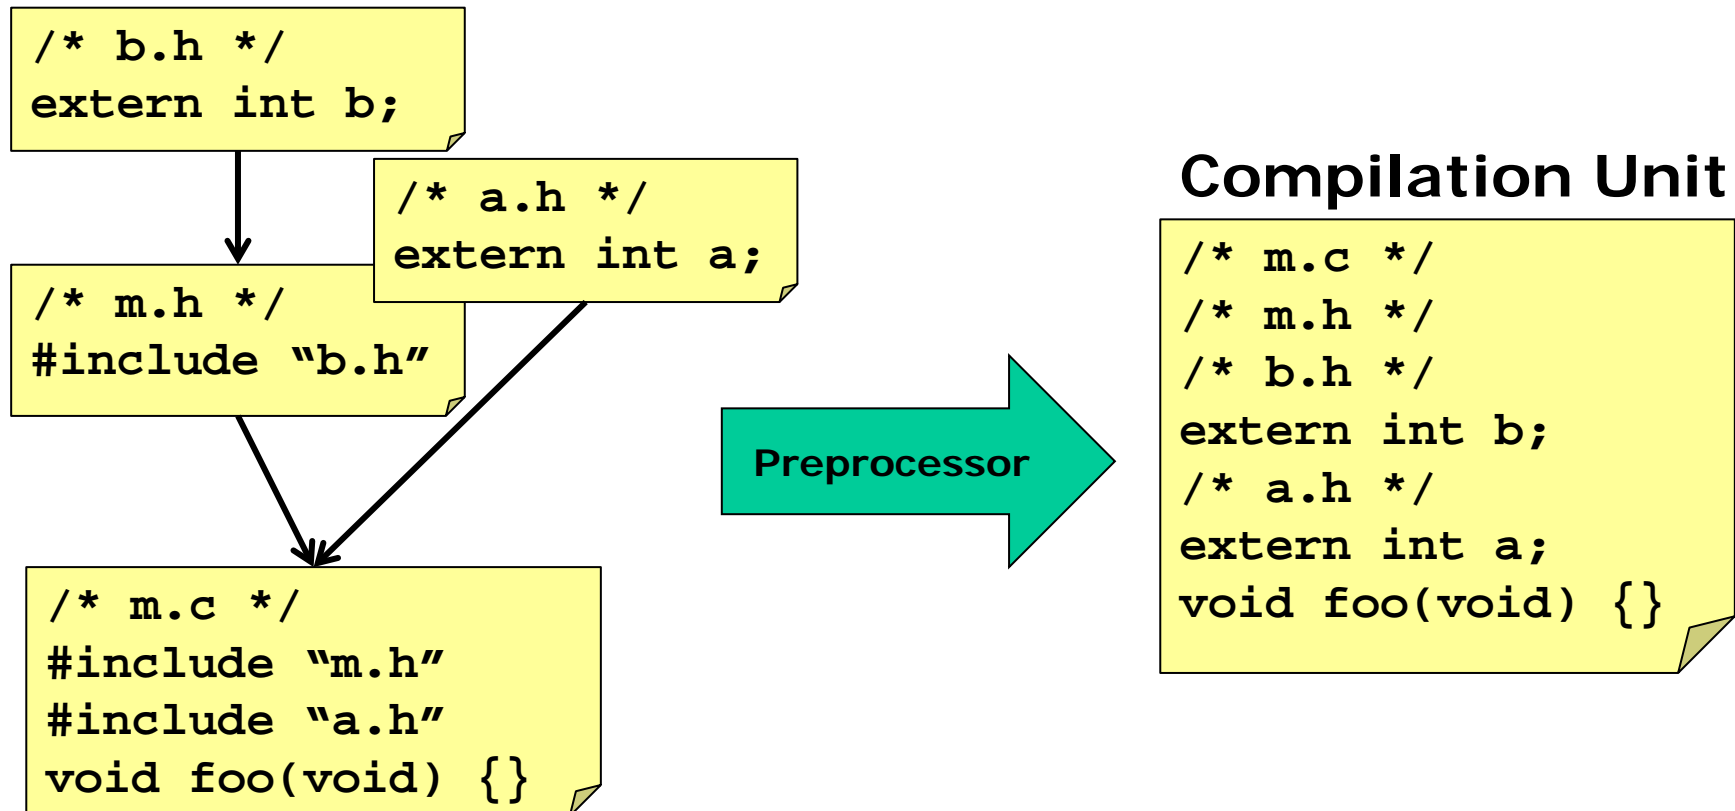 /* b.h */
extern int b;
/* a.h */
extern int a;
/* m.h */
#include “b.h”
/* m.c */
#include “m.h”
#include “a.h”
void foo(void) {}
Preprocessor
Compilation Unit
/* m.c */
/* m.h */
/* b.h */
extern int b;
/* a.h */
extern int a;
void foo(void) {}